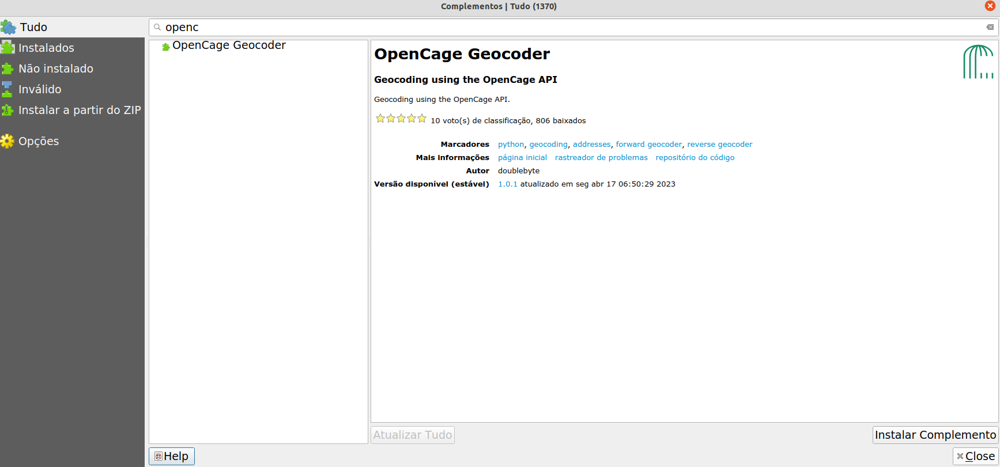 Complementos | Tudo (1370)
Tudo
Instalados
Não instalado
Inválido
Instalar a partir do ZIP
Opções
openc
OpenCage Geocoder
OpenCage Geocoder
Geocoding using the OpenCage API
Geocoding using the OpenCage API.
10 voto(s) de classificação, 806 baixados
Marcadores python, geocoding, addresses, forward geocoder, reverse geocoder
Mais informações página inicial rastreador de problemas repositório do código
Autor doublebyte
Versão disponível (estável) 1.0.1 atualizado em seg abr 17 06:50:29 2023
Atualizar Tudo
Instalar Complemento
Help
Close